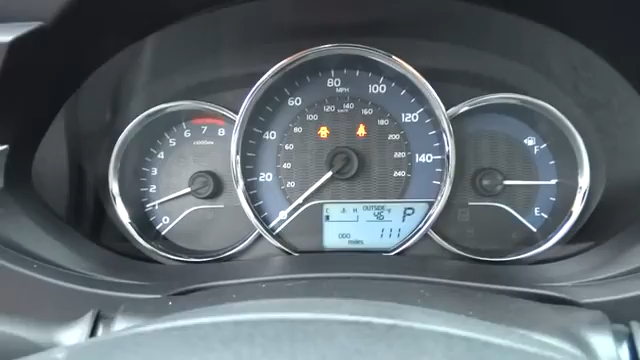 0 1 2 3 4 5 6 7 8
x1000r/min
20 40 60 80 100 120 140
MPH
20 40 60 80 100 120 140 160 180 200 220 240
km/h
C H OUTSIDE
46°F P
ODO 111
miles
F
E